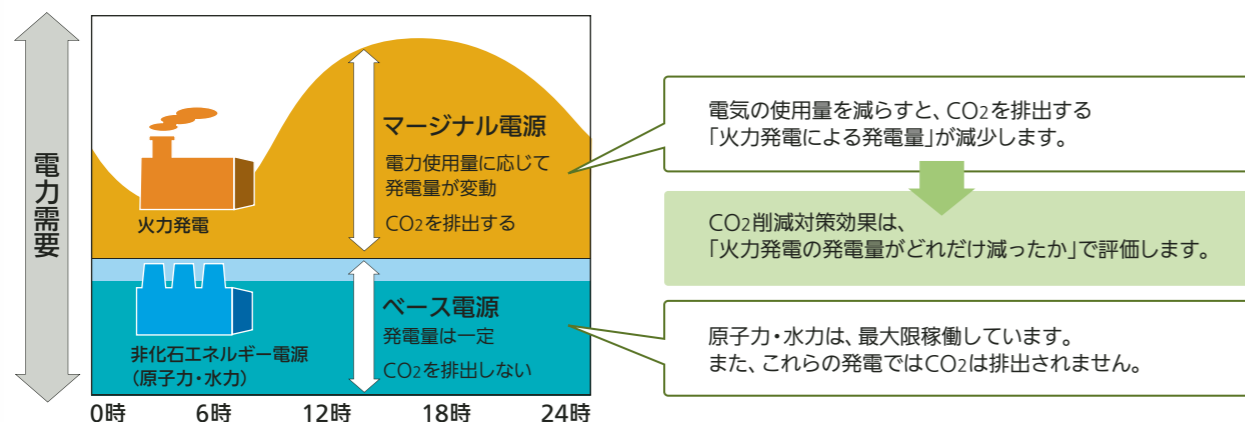 電力需要
マージナル電源
電力使用量に応じて
発電量が変動
CO2を排出する
火力発電
ベース電源
発電量は一定
CO2を排出しない
非化石エネルギー電源
(原子力・水力)
0時 6時 12時 18時 24時
電気の使用量を減らすと、CO2を排出する
「火力発電による発電量」が減少します。
CO2削減対策効果は、
「火力発電の発電量がどれだけ減ったか」で評価します。
原子力・水力は、最大限稼働しています。
また、これらの発電ではCO2は排出されません。